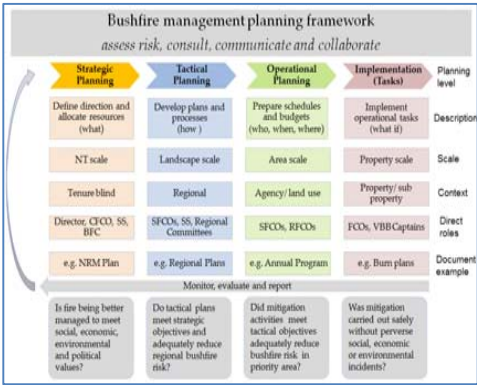 Bushfire management planning framework
assess risk, consult, communicate and collaborate
Strategic
Planning
Tactical
Planning
Operational
Planning
Implementation
(Tasks)
Planning
level
Define direction and
allocate resources
(what)
Develop plans and
processes
(how )
Prepare schedules
and budgets
(who, when, where)
Implement
operational tasks
(what if)
Description
NT scale
Landscape scale
Area scale
Property scale
Scale
Tenure blind
Regional
Agency/ land use
Property/ sub
property
Context
Director, CFCO, SS,
BFC
SFCOs, SS, Regional
Committees
SFCOs, RFCOs
FCOs, VBB Captains
Direct
roles
e.g. NRM Plan
e.g. Regional Plans
e.g. Annual Program
e.g. Burn plans
Document
example
Monitor, evaluate and report
Is fire being better
managed to meet
social, economic,
environmental
and political
values?
Do tactical plans
meet strategic
objectives and
adequately reduce
regional bushfire
risk?
Did mitigation
activities meet
tactical objectives
adequately reduce
bushfire risk in
priority area?
Was mitigation
carried out safely
without perverse
social, economic
or environmental
incidents?